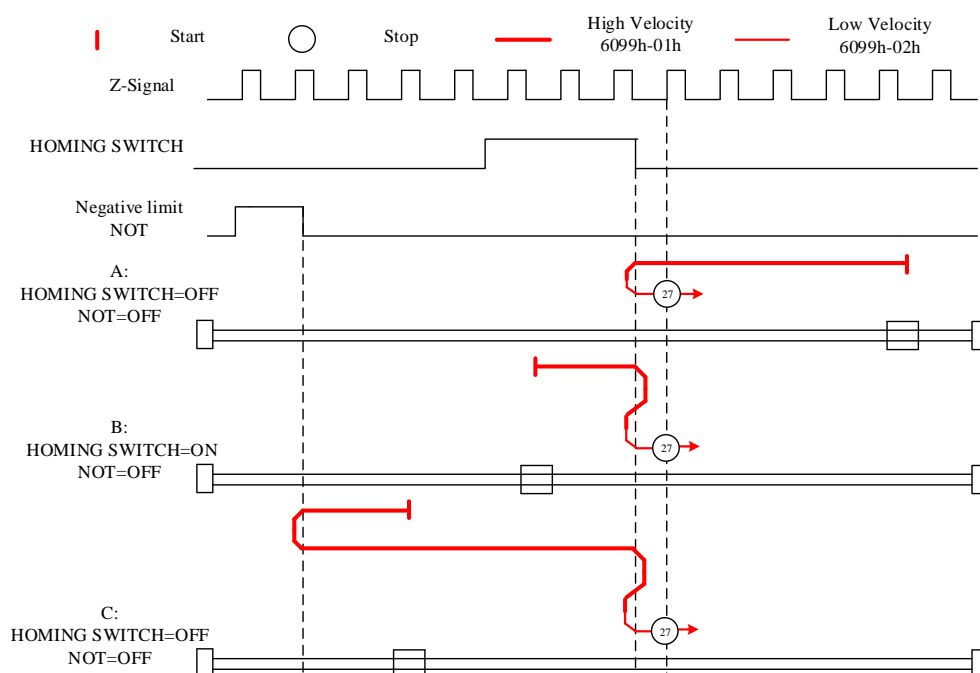 Start
Stop
High Velocity
6099h-01h
Low Velocity
6099h-02h
Z-Signal
HOMING SWITCH
Negative limit
NOT
A:
HOMING SWITCH=OFF
NOT=OFF
27
B:
HOMING SWITCH=ON
NOT=OFF
27
C:
HOMING SWITCH=OFF
NOT=OFF
27